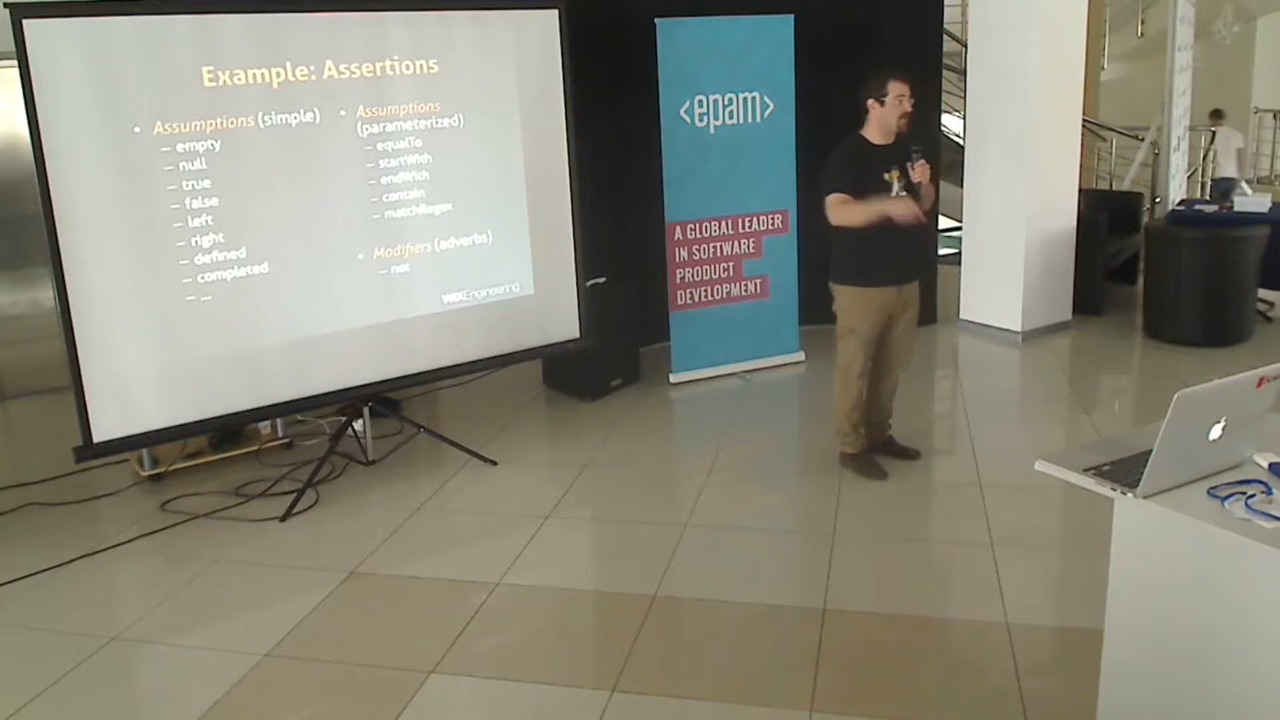 Example: Assertions
• Assumptions (simple)
– empty
– null
– true
– false
– left
– right
– defined
– completed
– ...
• Assumptions
(parameterized)
– equalTo
– startWith
– endWith
– contain
– matchRegex
• Modifiers (adverbs)
– not
WIXEngineering
<epam>
A GLOBAL LEADER
IN SOFTWARE
PRODUCT
DEVELOPMENT